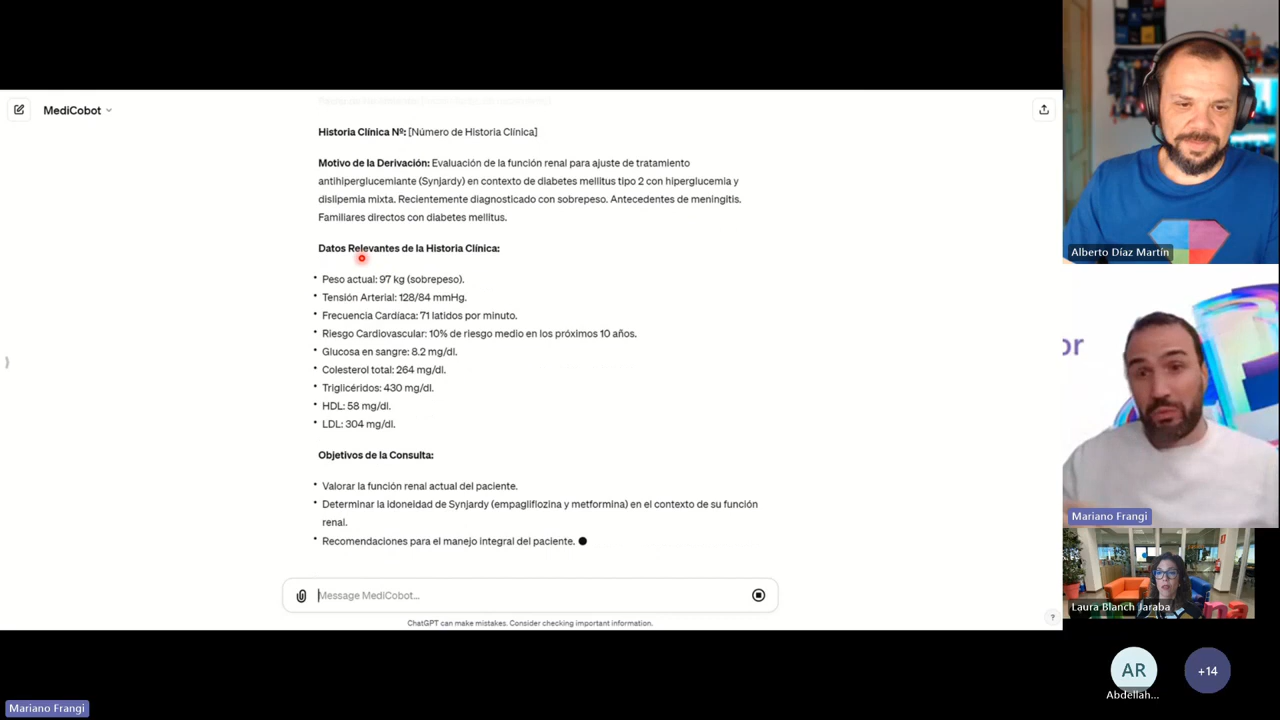 MediCobot
Historia Clínica Nº: [Número de Historia Clínica]
Motivo de la Derivación: Evaluación de la función renal para ajuste de tratamiento
antihiperglucemiante (Synjardy) en contexto de diabetes mellitus tipo 2 con hiperglucemia y
dislipemia mixta. Recientemente diagnosticado con sobrepeso. Antecedentes de meningitis.
Familiares directos con diabetes mellitus.
Datos Relevantes de la Historia Clínica:
• Peso actual: 97 kg (sobrepeso).
• Tensión Arterial: 128/84 mmHg.
• Frecuencia Cardíaca: 71 latidos por minuto.
• Riesgo Cardiovascular: 10% de riesgo medio en los próximos 10 años.
• Glucosa en sangre: 8.2 mg/dl.
• Colesterol total: 264 mg/dl.
• Triglicéridos: 430 mg/dl.
• HDL: 58 mg/dl.
• LDL: 304 mg/dl.
Objetivos de la Consulta:
• Valorar la función renal actual del paciente.
• Determinar la idoneidad de Synjardy (empagliflozina y metformina) en el contexto de su función
renal.
• Recomendaciones para el manejo integral del paciente.
Message MediCobot...
ChatGPT can make mistakes. Consider checking important information.
?
Alberto Díaz Martín
or
Mariano Frangi
Laura Blanch Jaraba
AR
Abdellah...
+14
Mariano Frangi